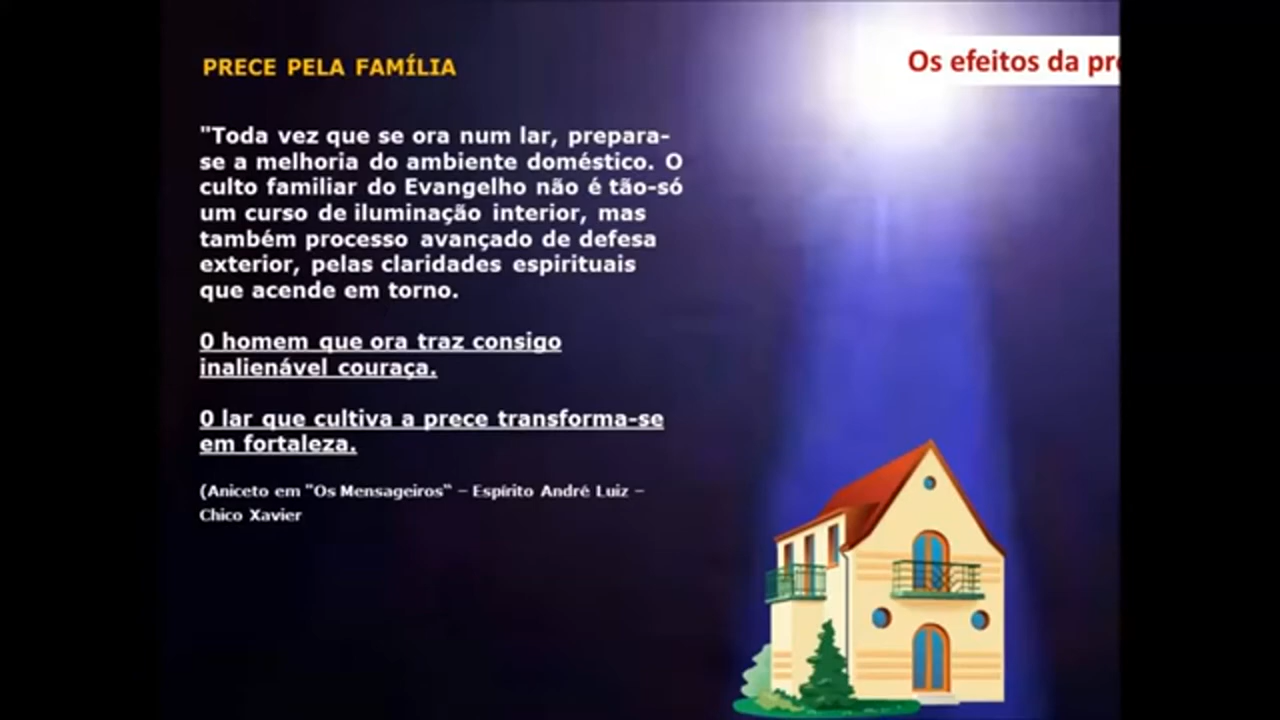 PRECE PELA FAMÍLIA
Os efeitos da
"Toda vez que se ora num lar, prepara-
se a melhoria do ambiente doméstico. O
culto familiar do Evangelho não é tão-só
um curso de iluminação interior, mas
também processo avançado de defesa
exterior, pelas claridades espirituais
que acende em torno.
0 homem que ora traz consigo
inalienável couraça.
0 lar que cultiva a prece transforma-se
em fortaleza.
(Aniceto em "Os Mensageiros“ – Espírito André Luiz –
Chico Xavier